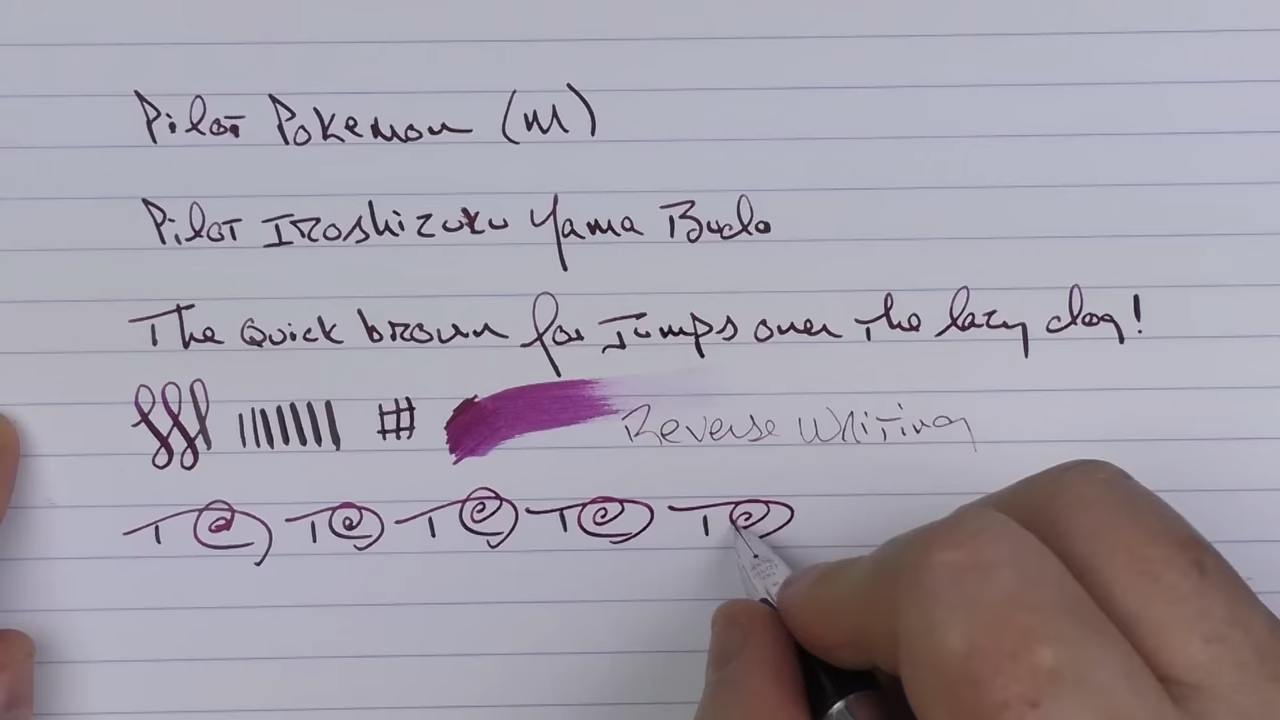 Pilot Pokemon (M)
Pilot Iroshizuku Yama Budo
The Quick brown fox Jumps over the lazy dog!
# Reverse Writing